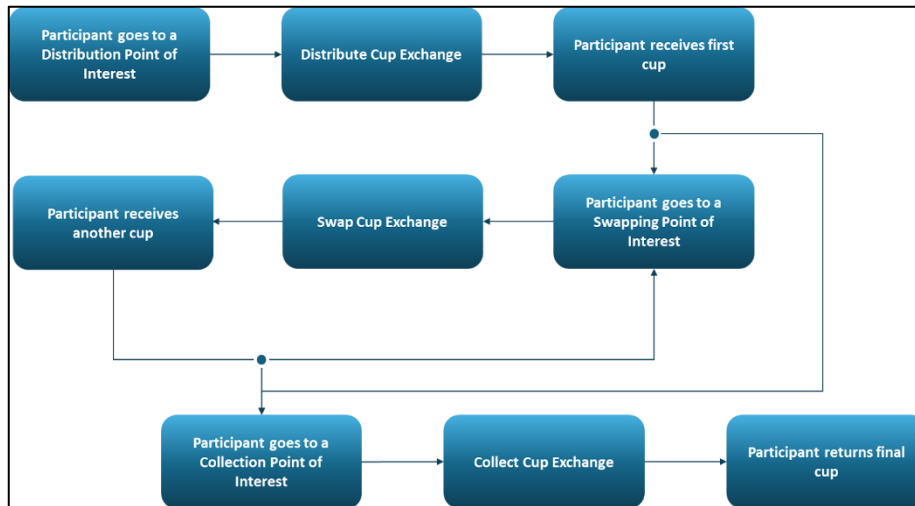 Participant goes to a
Distribution Point of
Interest
Distribute Cup Exchange
Participant receives first
cup
Participant receives
another cup
Swap Cup Exchange
Participant goes to a
Swapping Point of
Interest
Participant goes to a
Collection Point of
Interest
Collect Cup Exchange
Participant returns final
cup